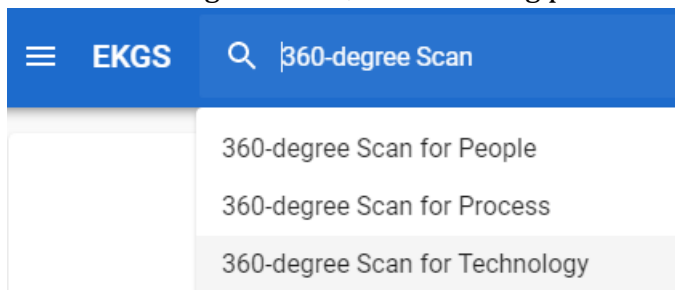 EKGS 360-degree Scan
360-degree Scan for People
360-degree Scan for Process
360-degree Scan for Technology